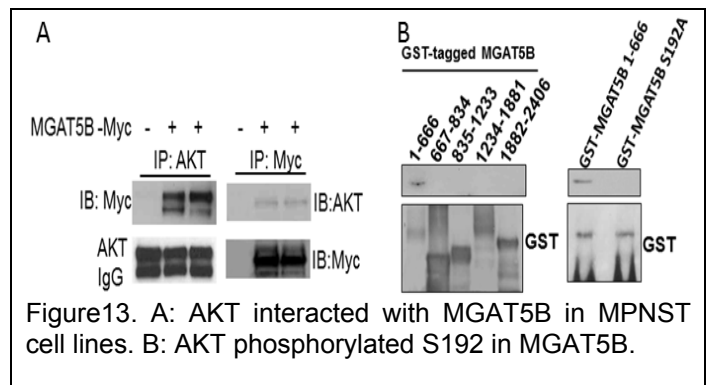 A
B
GST-tagged MGAT5B
1-666
667-834
835-1233
1234-1881
1882-2406
GST-MGAT5B 1-666
GST-MGAT5B S192A
MGAT5B -Myc - + + - + +
IP: AKT IP: Myc
IB: Myc IB:AKT
AKT
IgG IB:Myc
GST GST
Figure13. A: AKT interacted with MGAT5B in MPNST
cell lines. B: AKT phosphorylated S192 in MGAT5B.